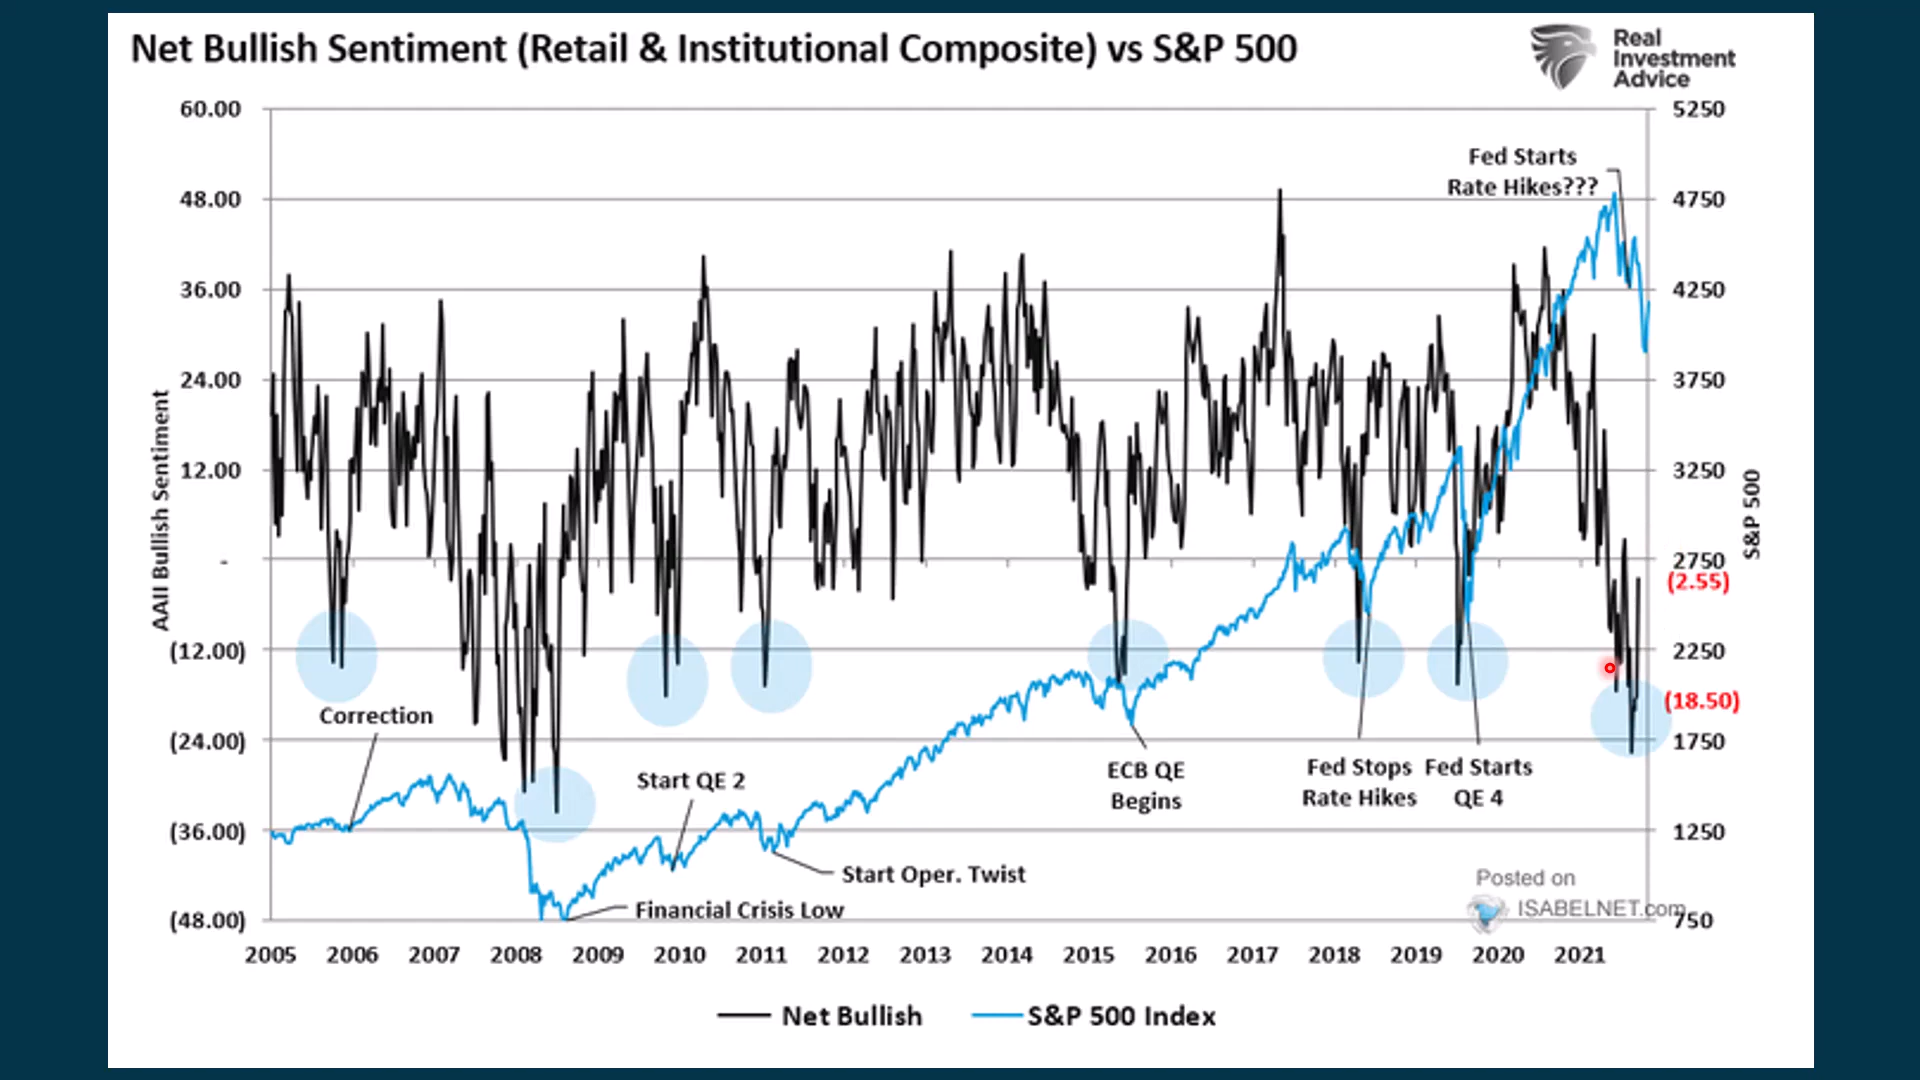 Net Bullish Sentiment (Retail & Institutional Composite) vs S&P 500
Real
Investment
Advice
60.00
48.00
36.00
24.00
12.00
-
(12.00)
(24.00)
(36.00)
(48.00)
AAII Bullish Sentiment
5250
4750
4250
3750
3250
2750
(2.55)
2250
(18.50)
1750
1250
750
S&P 500
Fed Starts
Rate Hikes???
Correction
Start QE 2
Financial Crisis Low
Start Oper. Twist
ECB QE
Begins
Fed Stops
Rate Hikes
Fed Starts
QE 4
Posted on
ISABELNET.com
2005 2006 2007 2008 2009 2010 2011 2012 2013 2014 2015 2016 2017 2018 2019 2020 2021
Net Bullish
S&P 500 Index